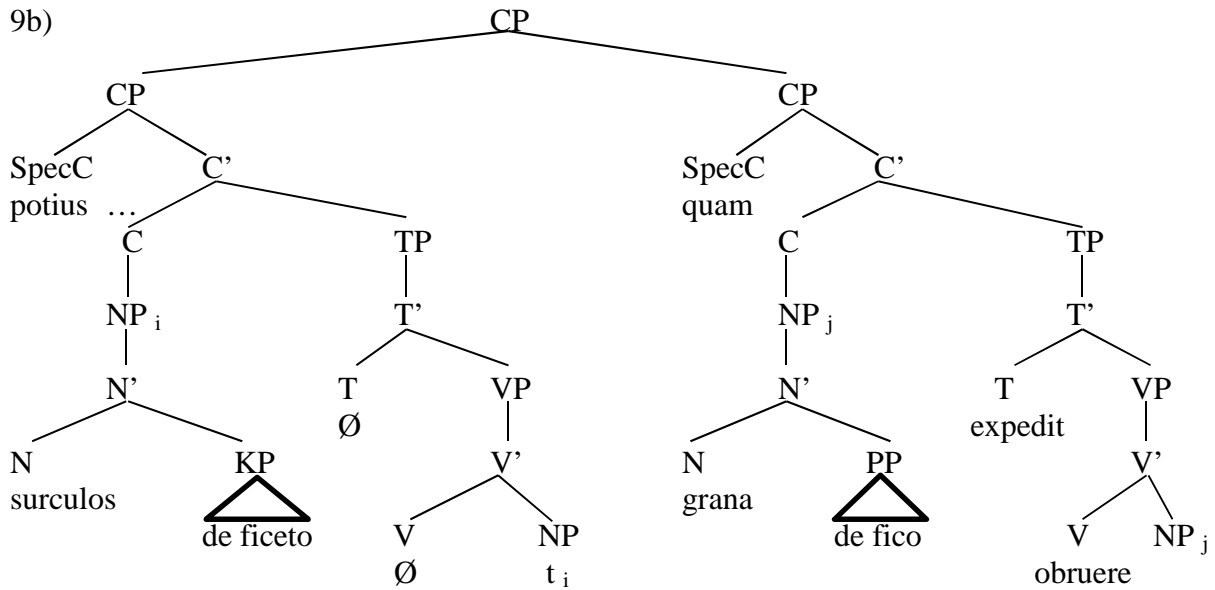 9b) CP
CP CP
SpecC C’ SpecC C’
potius … quam
C TP C TP
NP i T’ NP j T’
N’ T VP N’ T VP
Ø expedit
N KP V’ N PP V’
surculos grana
de ficeto V NP de fico V NP j
Ø t i obruere